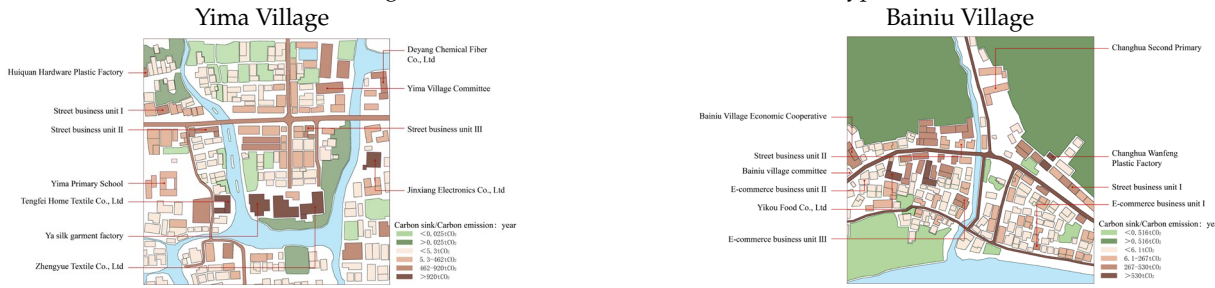 Yima Village
Huiquan Hardware Plastic Factory
Street business unit I
Street business unit II
Yima Primary School
Tengfei Home Textile Co., Ltd
Ya silk garment factory
Zhengyue Textile Co., Ltd
Deyang Chemical Fiber
Co., Ltd
Yima Village Committee
Street business unit III
Jinxiang Electronics Co., Ltd
Carbon sink/Carbon emission: year
<0.025tCO₂
>0.025tCO₂
<5.3tCO₂
5.3-462tCO₂
462-920tCO₂
>920tCO₂
Bainiu Village
Bainiu Village Economic Cooperative
Street business unit II
Bainiu village committee
E-commerce business unit II
Yikou Food Co., Ltd
E-commerce business unit III
Changhua Second Primary
Changhua Wanfeng
Plastic Factory
Street business unit I
E-commerce business unit I
Carbon sink/Carbon emission: yea
<0.516tCO₂
>0.516tCO₂
<6.1tCO₂
6.1-267tCO₂
267-530tCO₂
>530tCO₂